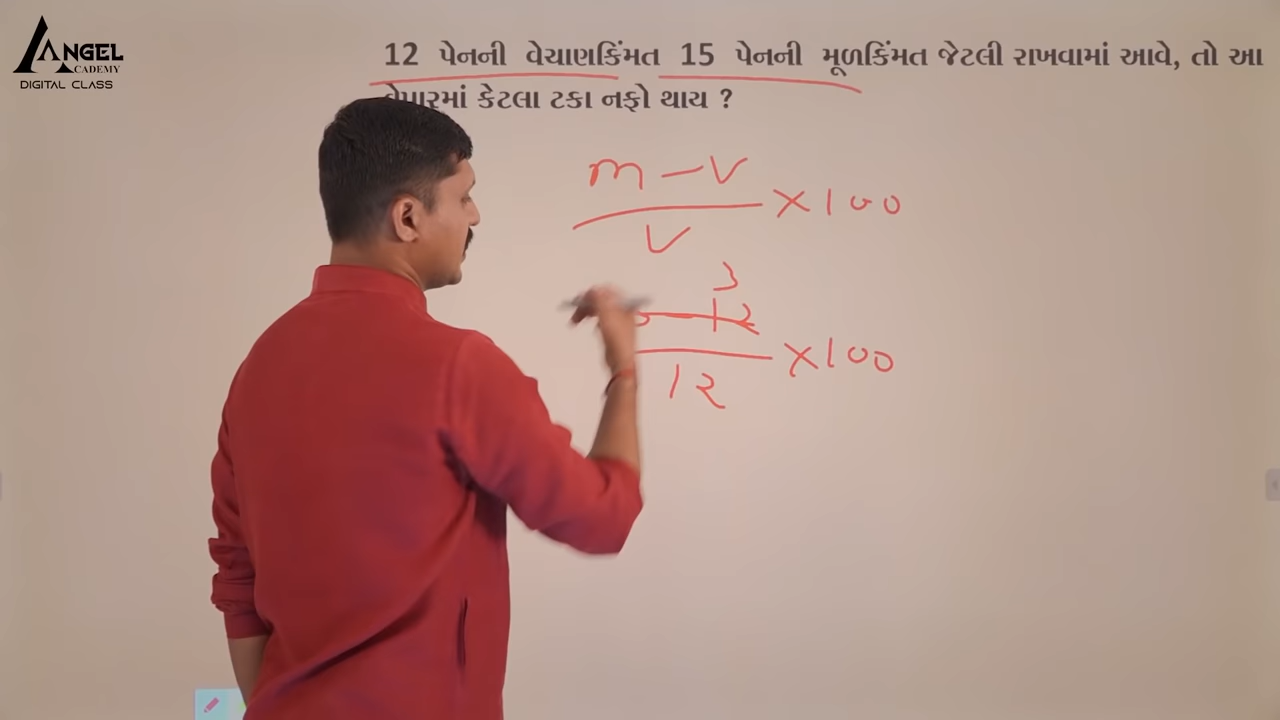 ANGEL
ACADEMY
DIGITAL CLASS
12 પેનની વેચાણકિંમત 15 પેનની મૂળકિંમત જેટલી રાખવામાં આવે, તો આ
કેટલા ટકા નફો થાય ?
m - V
V
× 100
3
12
12
× 100